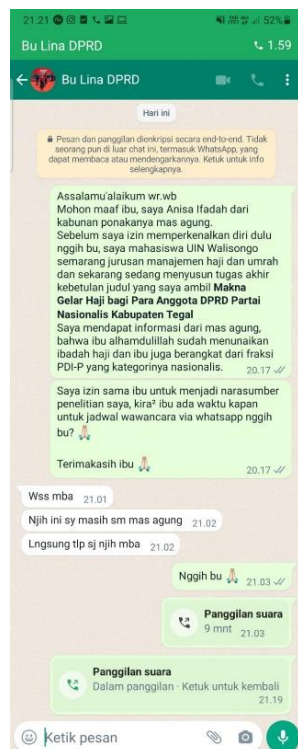 21.21
52%
Bu Lina DPRD
1.59
Bu Lina DPRD
Hari ini
Pesan dan panggilan dienkripsi secara end-to-end. Tidak
seorang pun di luar chat ini, termasuk WhatsApp, yang
dapat membaca atau mendengarkannya. Ketuk untuk info
selengkapnya.
Assalamu'alaikum wr.wb
Mohon maaf ibu, saya Anisa Ifadah dari
kabunan ponakanya mas agung.
Sebelum saya izin memperkenalkan diri dulu
nggih bu, saya mahasiswa UIN Walisongo
semarang jurusan manajemen haji dan umrah
dan sekarang sedang menyusun tugas akhir
kebetulan judul yang saya ambil Makna
Gelar Haji bagi Para Anggota DPRD Partai
Nasionalis Kabupaten Tegal
Saya mendapat informasi dari mas agung,
bahwa ibu alhamdulillah sudah menunaikan
ibadah haji dan ibu juga berangkat dari fraksi
PDI-P yang kategorinya nasionalis. 20.17
Saya izin sama ibu untuk menjadi narasumber
penelitian saya, kira² ibu ada waktu kapan
untuk jadwal wawancara via whatsapp nggih
bu? 🙏
Terimakasih ibu 🙏 20.17
Wss mba 21.01
Njih ini sy masih sm mas agung 21.02
Lngsung tlp sj njih mba 21.02
Nggih bu 🙏 21.03
Panggilan suara
9 mnt 21.03
Panggilan suara
Dalam panggilan · Ketuk untuk kembali
21.19
Ketik pesan